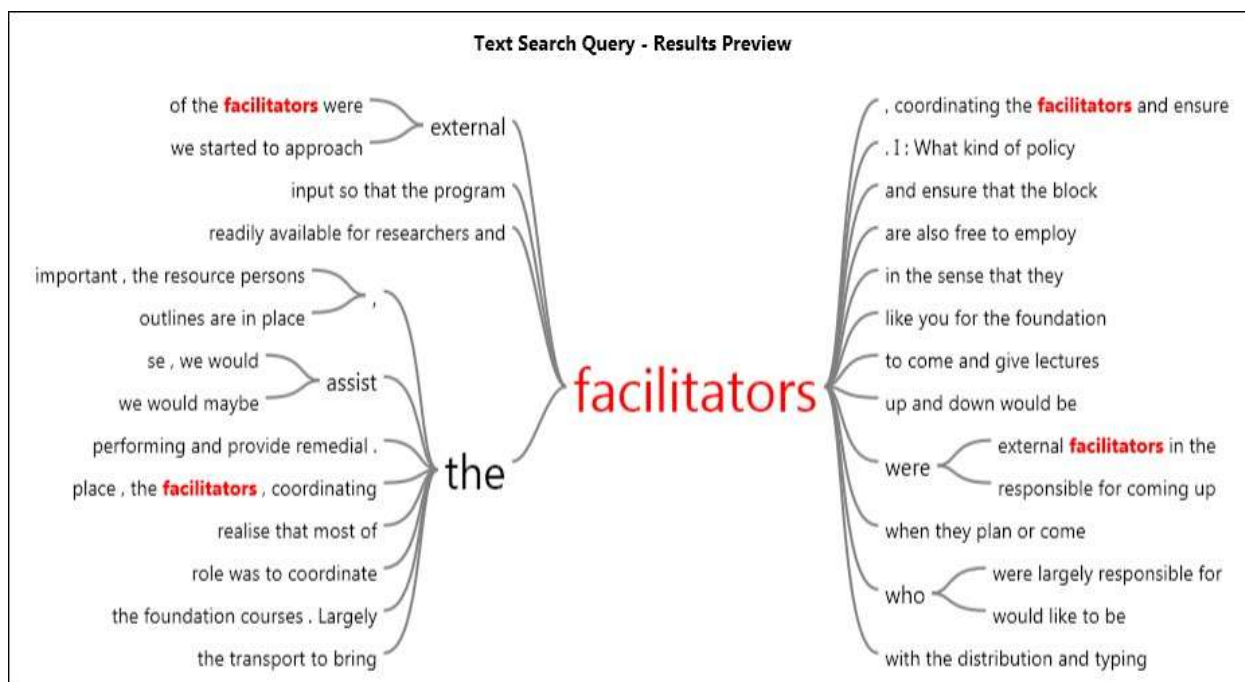 Text Search Query - Results Preview
of the facilitators were
we started to approach
external
input so that the program
readily available for researchers and
important , the resource persons
outlines are in place
,
se , we would
we would maybe
assist
performing and provide remedial .
place , the facilitators , coordinating
realise that most of
role was to coordinate
the foundation courses . Largely
the transport to bring
the
facilitators
, coordinating the facilitators and ensure
. I : What kind of policy
and ensure that the block
are also free to employ
in the sense that they
like you for the foundation
to come and give lectures
up and down would be
were
external facilitators in the
responsible for coming up
when they plan or come
who
were largely responsible for
would like to be
with the distribution and typing